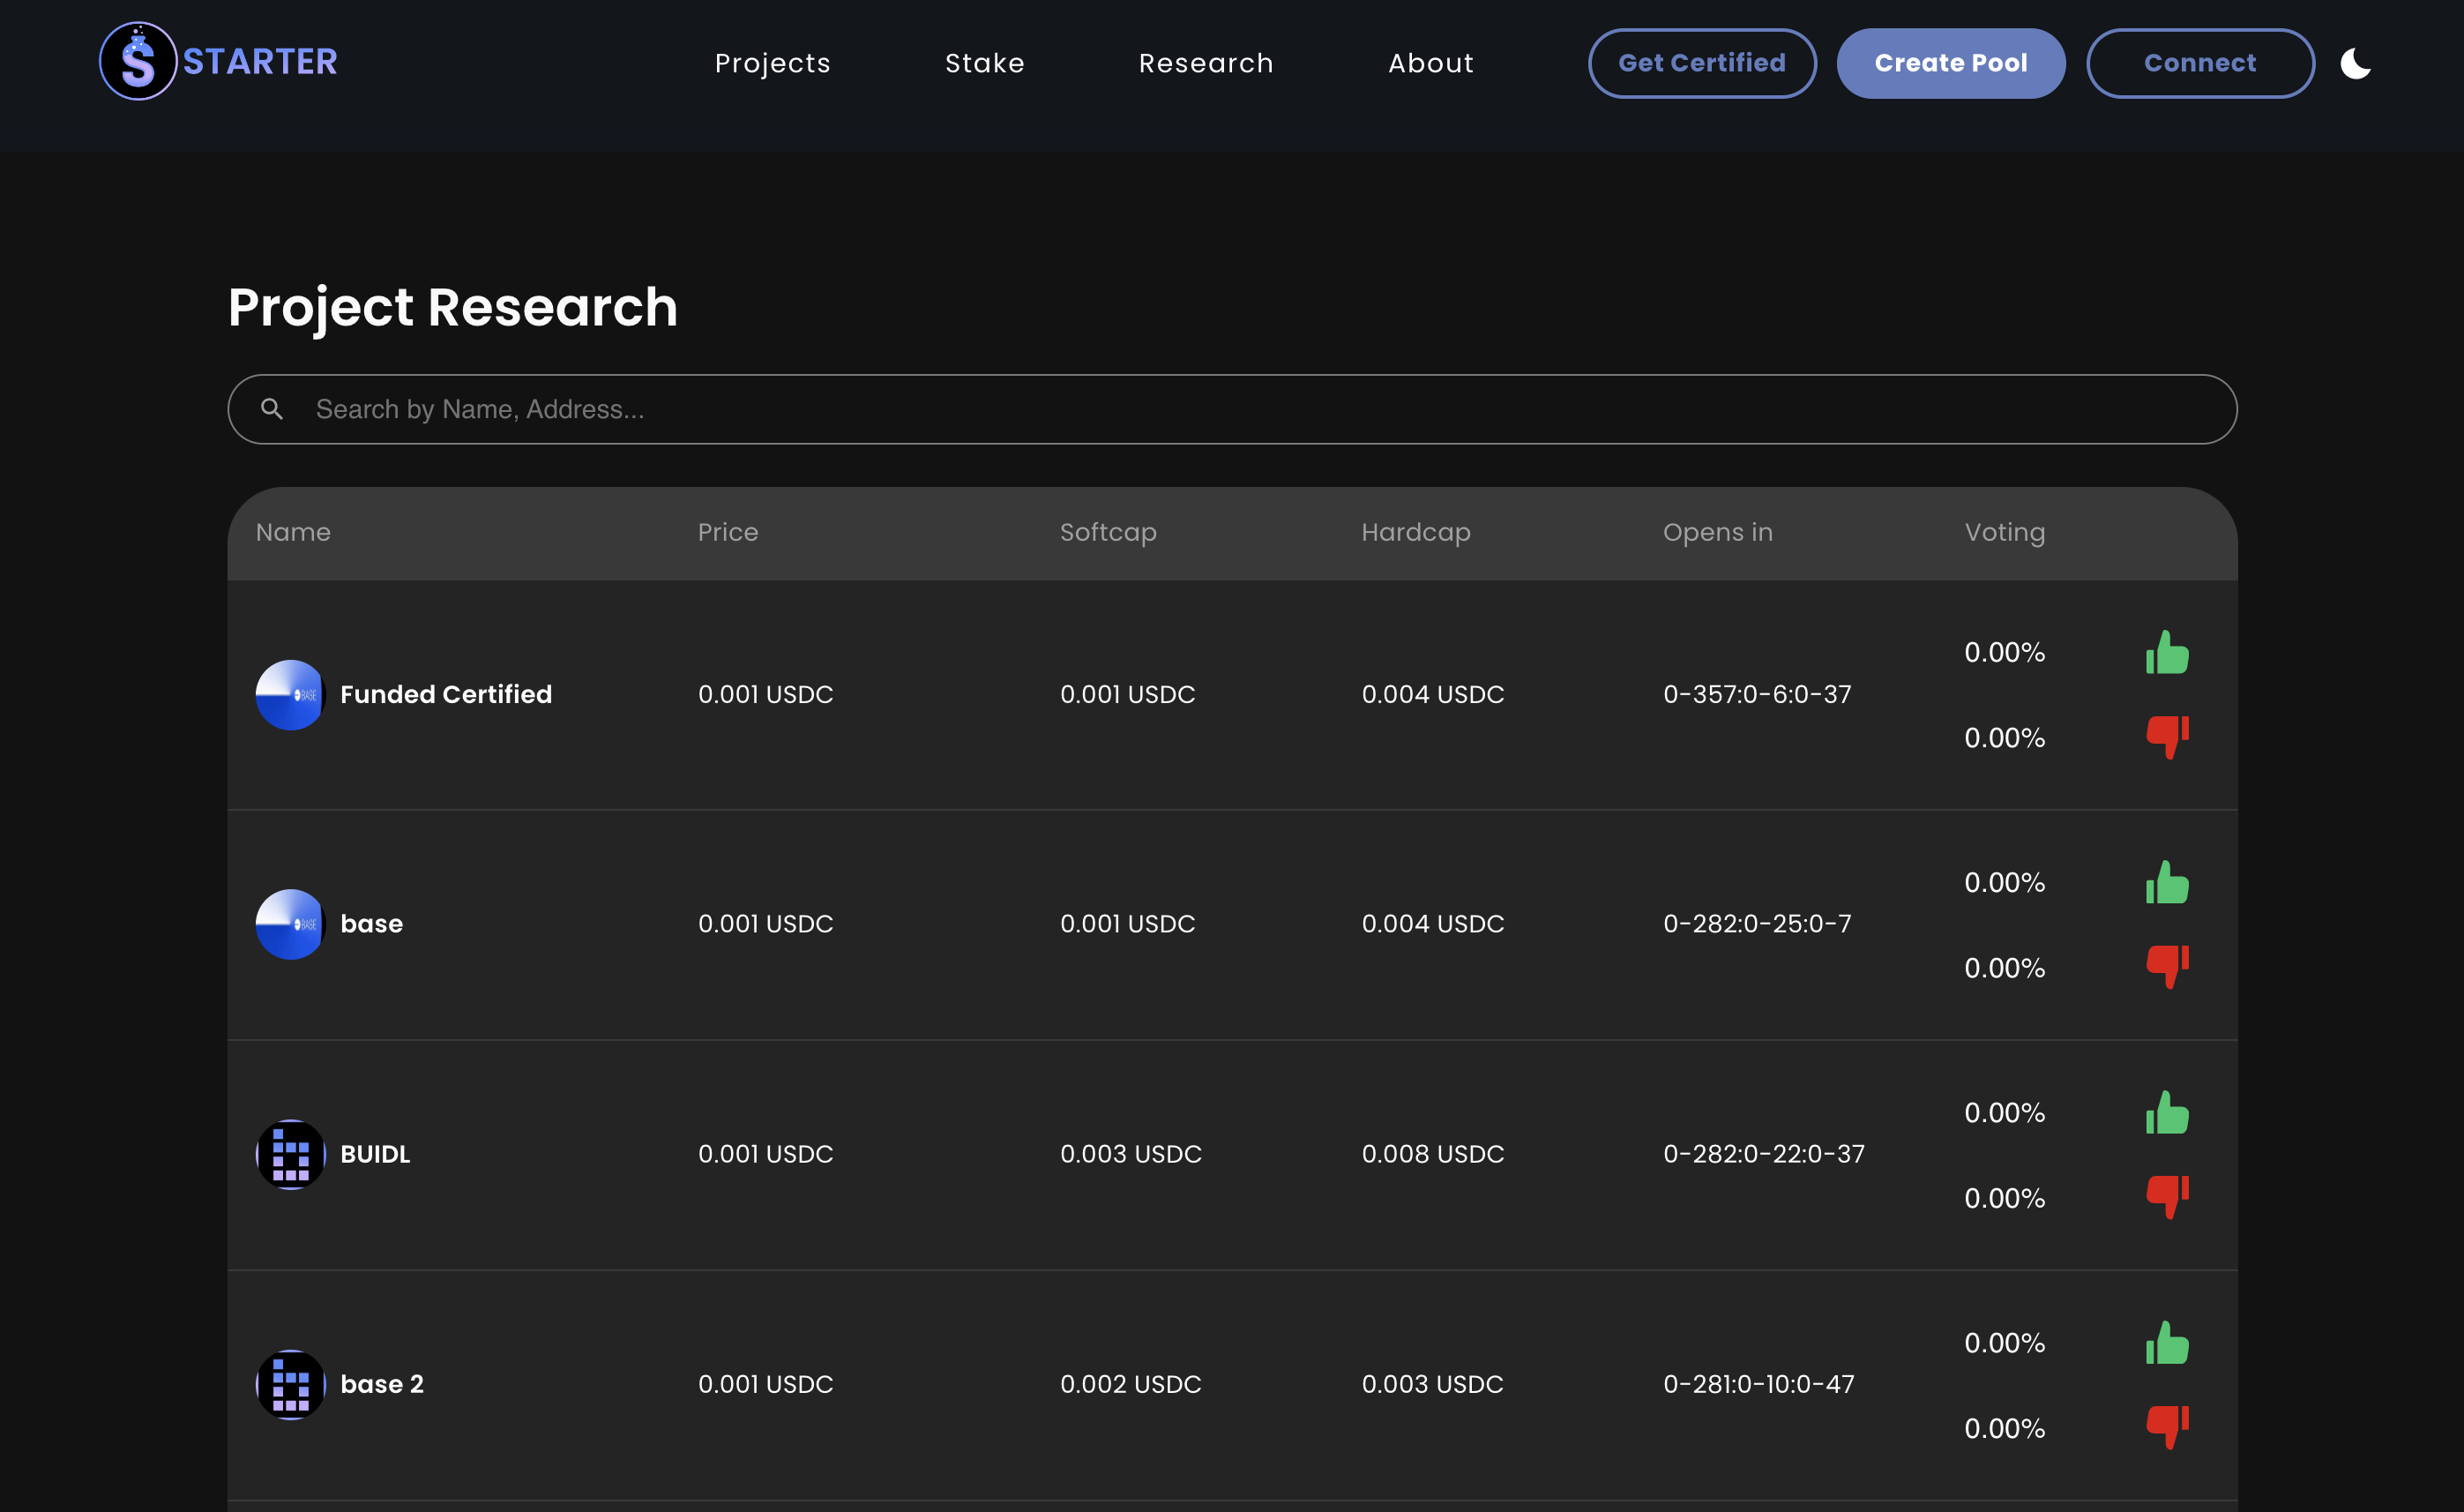 STARTER Projects Stake Research About Get Certified Create Pool Connect
Project Research
Search by Name, Address...
Name Price Softcap Hardcap Opens in Voting
0.00%
Funded Certified 0.001 USDC 0.001 USDC 0.004 USDC 0-357:0-6:0-37
0.00%
0.00%
base 0.001 USDC 0.001 USDC 0.004 USDC 0-282:0-25:0-7
0.00%
0.00%
BUIDL 0.001 USDC 0.003 USDC 0.008 USDC 0-282:0-22:0-37
0.00%
0.00%
base 2 0.001 USDC 0.002 USDC 0.003 USDC 0-281:0-10:0-47
0.00%